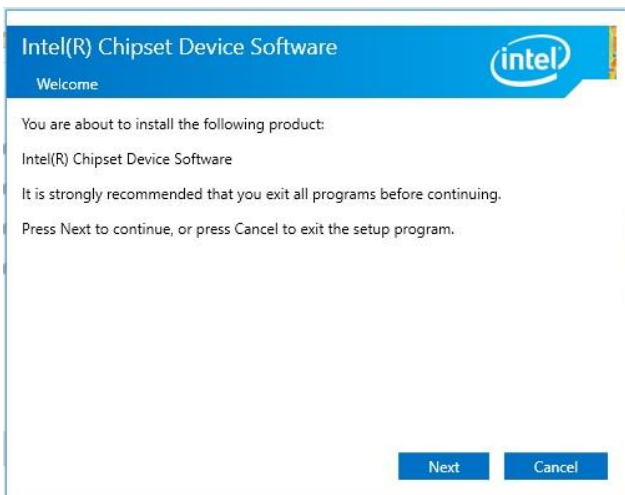 Intel(R) Chipset Device Software
intel
Welcome
You are about to install the following product:
Intel(R) Chipset Device Software
It is strongly recommended that you exit all programs before continuing.
Press Next to continue, or press Cancel to exit the setup program.
Next
Cancel